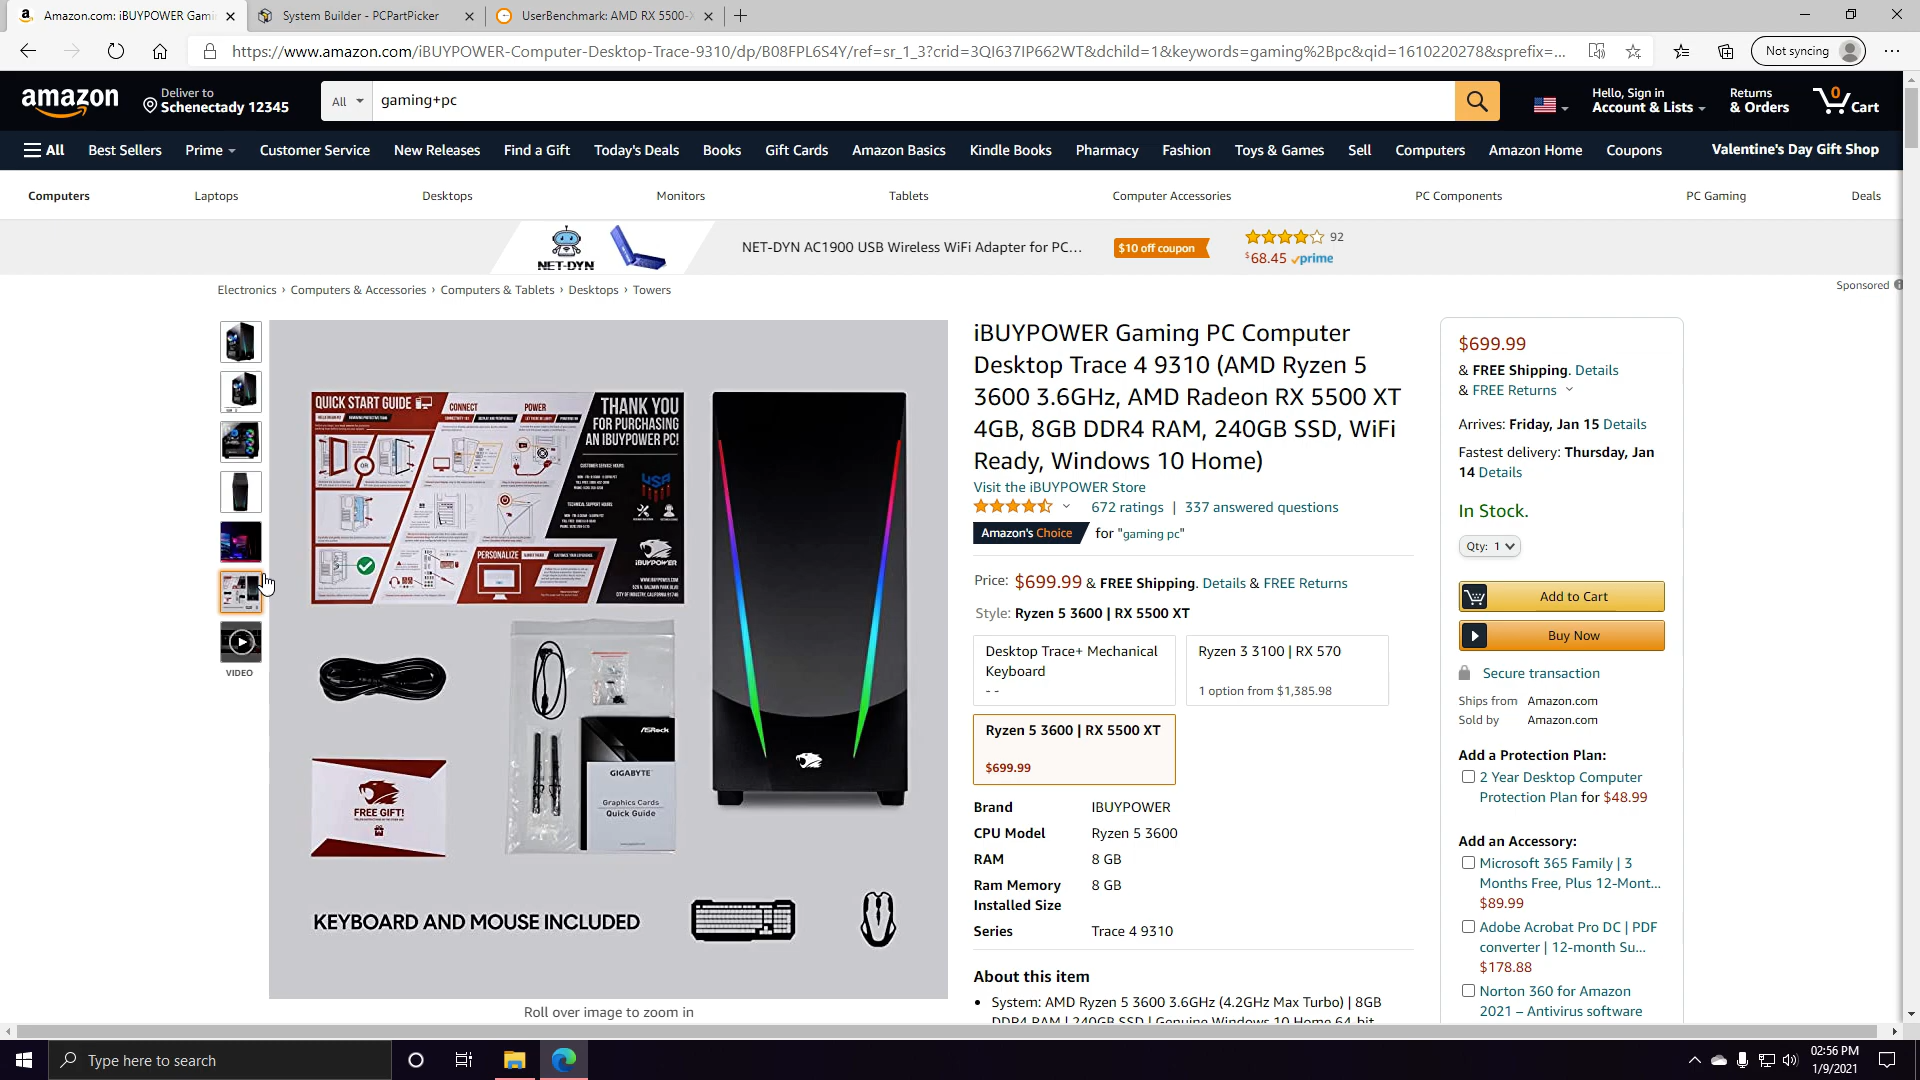 Amazon.com: iBUYPOWER Gami
System Builder - PCPartPicker
UserBenchmark: AMD RX 5500-X
https://www.amazon.com/iBUYPOWER-Computer-Desktop-Trace-9310/dp/B08FPL6S4Y/ref=sr_1_3?crid=3QI637IP662WT&dchild=1&keywords=gaming%2Bpc&qid=1610220278&sprefix=...
Not syncing
amazon
Deliver to
Schenectady 12345
All
gaming+pc
Hello, Sign in
Account & Lists
Returns
& Orders
0
Cart
All
Best Sellers
Prime
Customer Service
New Releases
Find a Gift
Today's Deals
Books
Gift Cards
Amazon Basics
Kindle Books
Pharmacy
Fashion
Toys & Games
Sell
Computers
Amazon Home
Coupons
Valentine's Day Gift Shop
Computers
Laptops
Desktops
Monitors
Tablets
Computer Accessories
PC Components
PC Gaming
Deals
NET-DYN
NET-DYN AC1900 USB Wireless WiFi Adapter for PC...
$10 off coupon
92
$68.45 prime
Electronics › Computers & Accessories › Computers & Tablets › Desktops › Towers
Sponsored
VIDEO
QUICK START GUIDE
CONNECT
POWER
THANK YOU
FOR PURCHASING
AN IBUYPOWER PC!
CUSTOMER SERVICE HOURS:
USA
OR
PERSONALIZE
iBUYPOWER
FREE GIFT!
ASRock
GIGABYTE
Graphics Cards
Quick Guide
KEYBOARD AND MOUSE INCLUDED
Roll over image to zoom in
iBUYPOWER Gaming PC Computer
Desktop Trace 4 9310 (AMD Ryzen 5
3600 3.6GHz, AMD Radeon RX 5500 XT
4GB, 8GB DDR4 RAM, 240GB SSD, WiFi
Ready, Windows 10 Home)
Visit the iBUYPOWER Store
672 ratings | 337 answered questions
Amazon's Choice for "gaming pc"
Price: $699.99 & FREE Shipping. Details & FREE Returns
Style: Ryzen 5 3600 | RX 5500 XT
Desktop Trace+ Mechanical
Keyboard
- -
Ryzen 3 3100 | RX 570
1 option from $1,385.98
Ryzen 5 3600 | RX 5500 XT
$699.99
Brand IBUYPOWER
CPU Model Ryzen 5 3600
RAM 8 GB
Ram Memory 8 GB
Installed Size
Series Trace 4 9310
About this item
• System: AMD Ryzen 5 3600 3.6GHz (4.2GHz Max Turbo) | 8GB
DDR4 RAM | 240GB SSD | Genuine Windows 10 Home 64-bit
$699.99
& FREE Shipping. Details
& FREE Returns
Arrives: Friday, Jan 15 Details
Fastest delivery: Thursday, Jan
14 Details
In Stock.
Qty: 1
Add to Cart
Buy Now
Secure transaction
Ships from Amazon.com
Sold by Amazon.com
Add a Protection Plan:
2 Year Desktop Computer
Protection Plan for $48.99
Add an Accessory:
Microsoft 365 Family | 3
Months Free, Plus 12-Mont...
$89.99
Adobe Acrobat Pro DC | PDF
converter | 12-month Su...
$178.88
Norton 360 for Amazon
2021 – Antivirus software
Type here to search
02:56 PM
1/9/2021